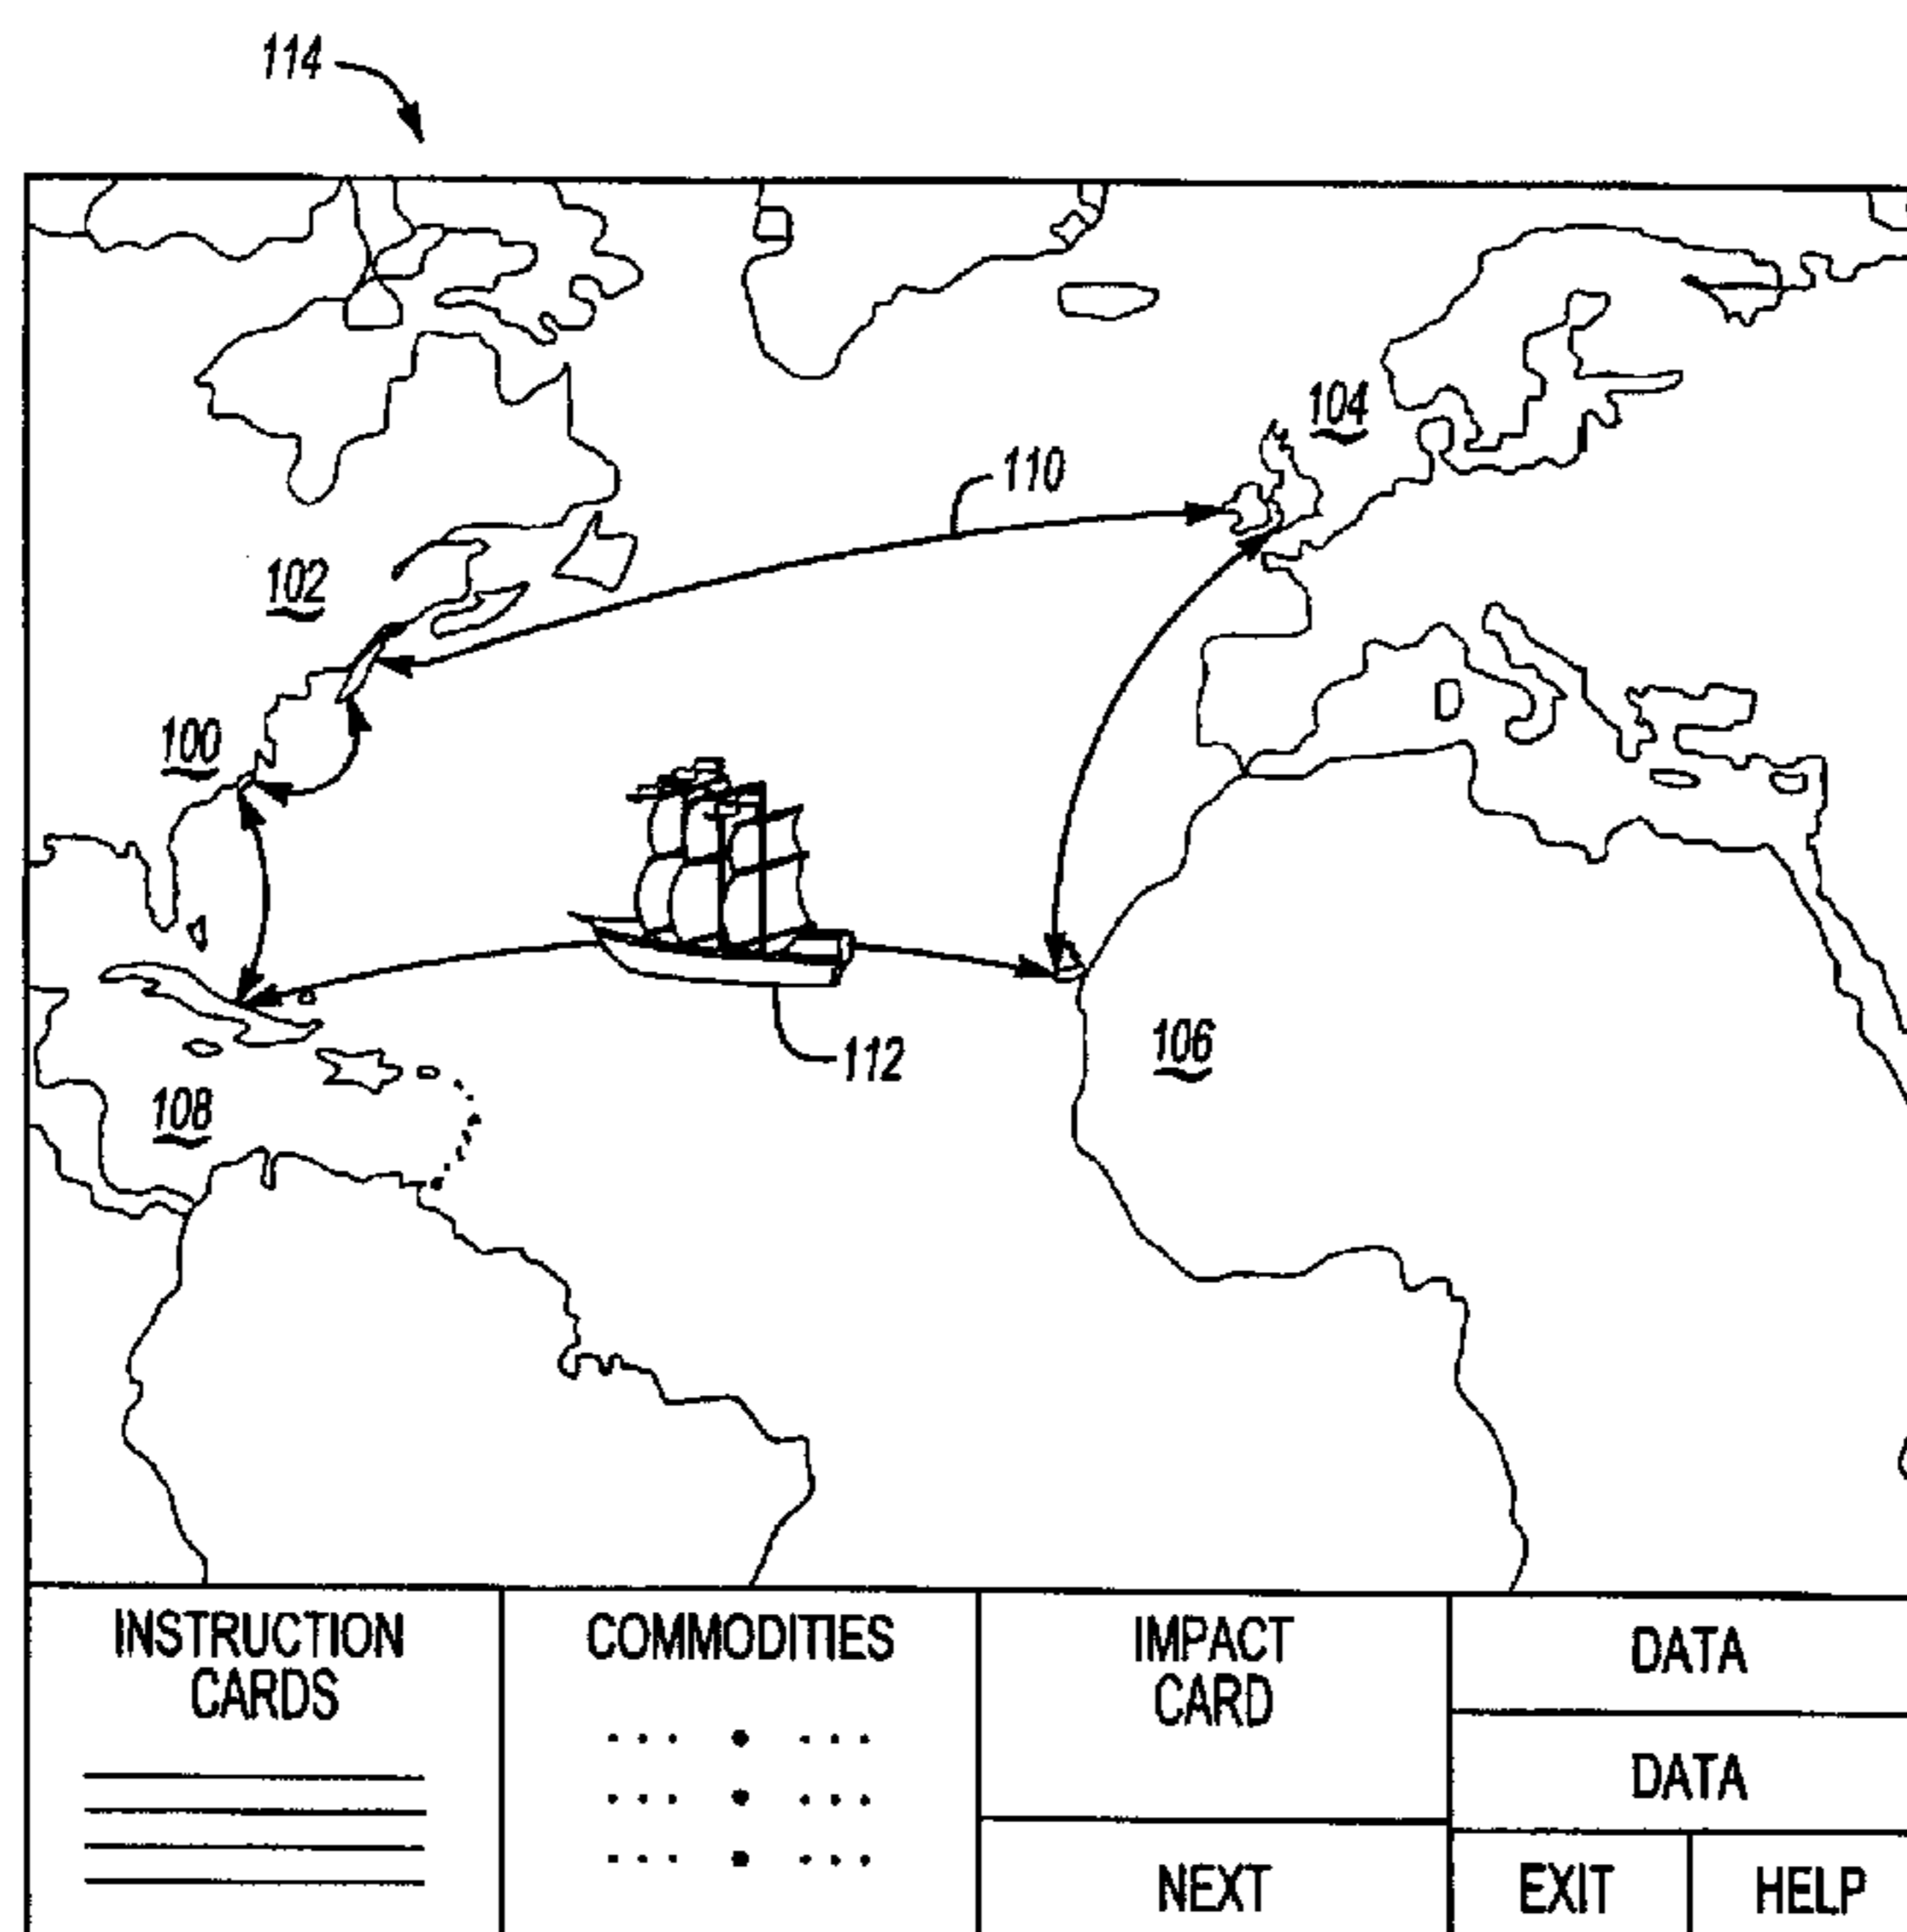 114
104
110
102
100
112
106
108
INSTRUCTION
CARDS
COMMODITIES
IMPACT
CARD
DATA
DATA
NEXT
EXIT
HELP